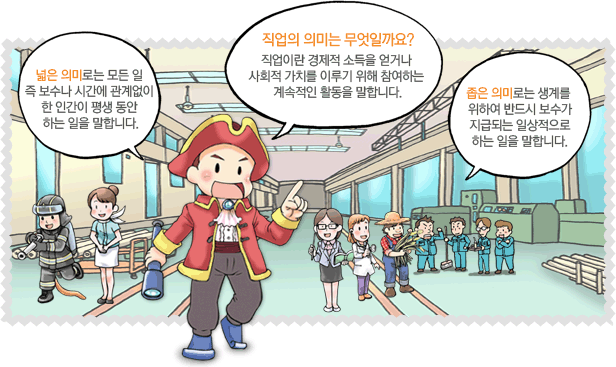 직업의 의미는 무엇일까요?
직업이란 경제적 소득을 얻거나
사회적 가치를 이루기 위해 참여하는
계속적인 활동을 말합니다.
넓은 의미로는 모든 일
즉 보수나 시간에 관계없이
한 인간이 평생 동안
하는 일을 말합니다.
좁은 의미로는 생계를
위하여 반드시 보수가
지급되는 일상적으로
하는 일을 말합니다.